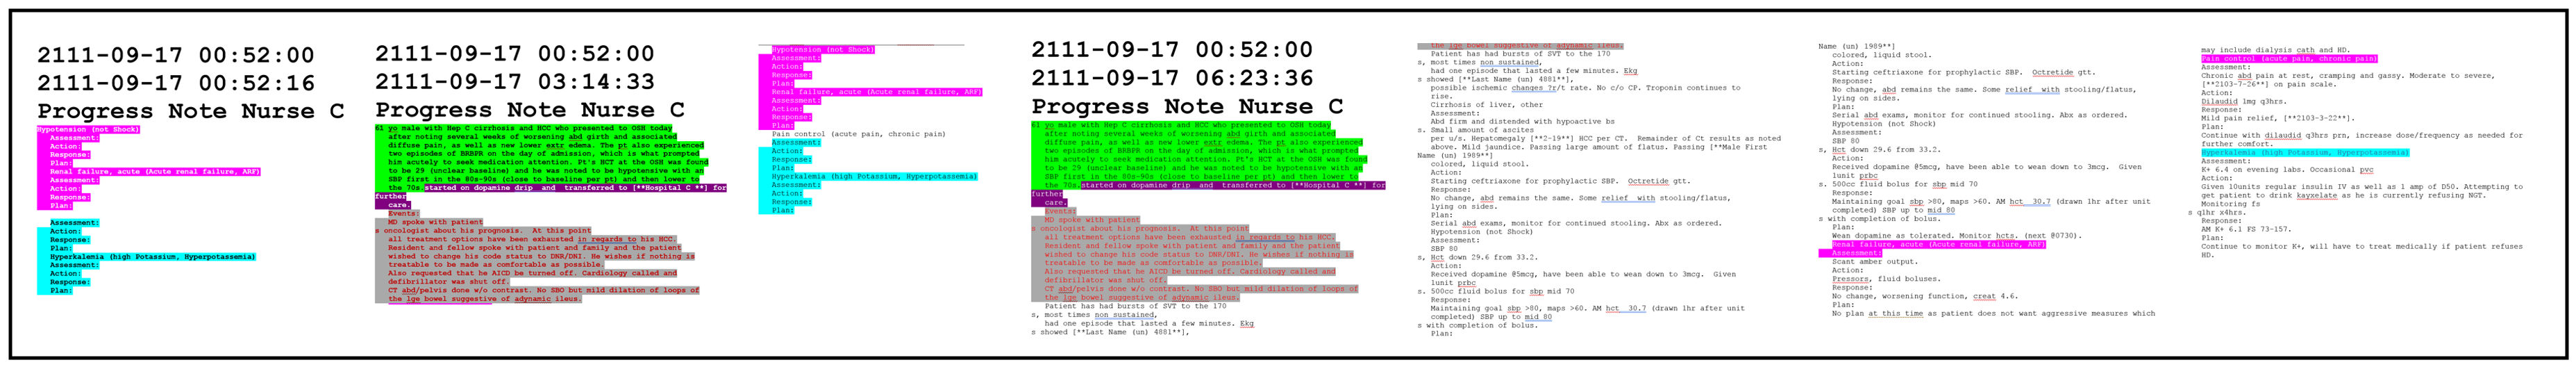 2111-09-17 00:52:00
2111-09-17 00:52:16
Progress Note Nurse C
Hypotension (not Shock)
Assessment:
Action:
Response:
Plan:
Renal failure, acute (Acute renal failure, ARF)
Assessment:
Action:
Response:
Plan:
Assessment:
Action:
Response:
Plan:
Hyperkalemia (high Potassium, Hyperpotassemia)
Assessment:
Action:
Response:
Plan:
2111-09-17 00:52:00
2111-09-17 03:14:33
Progress Note Nurse C
61 yo male with Hep C cirrhosis and HCC who presented to OSH today
after noting several weeks of worsening abd girth and associated
diffuse pain, as well as new lower extr edema. The pt also experienced
two episodes of BRBPR on the day of admission, which is what prompted
him acutely to seek medical attention. Pt's HCT at the OSH was found
to be 29 (unclear baseline) and he was noted to be hypotensive with an
SBP first in the 80s-90s (close to baseline per pt) and then lower to
the 70s.started on dopamine drip  and  transferred to [**Hospital C **] for
further
care.
Events:
MD spoke with patient
s oncologist about his prognosis.  At this point
all treatment options have been exhausted in regards to his HCC.
Resident and fellow spoke with patient and family and the patient
wished to change his code status to DNR/DNI. He wishes if nothing is
treatable to be made as comfortable as possible.
Also requested that he AICD be turned off. Cardiology called and
defibrillator was shut off.
CT abd/pelvis done w/o contrast. No SBO but mild dilation of loops of
the lge bowel suggestive of adynamic ileus.
Hypotension (not Shock)
Assessment:
Action:
Response:
Plan:
Renal failure, acute (Acute renal failure, ARF)
Assessment:
Action:
Response:
Plan:
Pain control (acute pain, chronic pain)
Assessment:
Action:
Response:
Plan:
Hyperkalemia (high Potassium, Hyperpotassemia)
Assessment:
Action:
Response:
Plan:
2111-09-17 00:52:00
2111-09-17 06:23:36
Progress Note Nurse C
61 yo male with Hep C cirrhosis and HCC who presented to OSH today
after noting several weeks of worsening abd girth and associated
diffuse pain, as well as new lower extr edema. The pt also experienced
two episodes of BRBPR on the day of admission, which is what prompted
him acutely to seek medical attention. Pt's HCT at the OSH was found
to be 29 (unclear baseline) and he was noted to be hypotensive with an
SBP first in the 80s-90s (close to baseline per pt) and then lower to
the 70s.started on dopamine drip  and  transferred to [**Hospital C **] for
further
care.
Events:
MD spoke with patient
s oncologist about his prognosis.  At this point
all treatment options have been exhausted in regards to his HCC.
Resident and fellow spoke with patient and family and the patient
wished to change his code status to DNR/DNI. He wishes if nothing is
treatable to be made as comfortable as possible.
Also requested that he AICD be turned off. Cardiology called and
defibrillator was shut off.
CT abd/pelvis done w/o contrast. No SBO but mild dilation of loops of
the lge bowel suggestive of adynamic ileus.
Patient has had bursts of SVT to the 170
s, most times non sustained,
had one episode that lasted a few minutes. Ekg
s showed [**Last Name (un) 4881**],
the lge bowel suggestive of adynamic ileus.
Patient has had bursts of SVT to the 170
s, most times non sustained,
had one episode that lasted a few minutes. Ekg
s showed [**Last Name (un) 4881**],
possible ischemic changes ?r/t rate. No c/o CP. Troponin continues to
rise.
Cirrhosis of liver, other
Assessment:
Abd firm and distended with hypoactive bs
s. Small amount of ascites
per u/s. Hepatomegaly [**2-19**] HCC per CT.  Remainder of Ct results as noted
above. Mild jaundice. Passing large amount of flatus. Passing [**Male First
Name (un) 1989**]
colored, liquid stool.
Action:
Starting ceftriaxone for prophylactic SBP.  Octretide gtt.
Response:
No change, abd remains the same. Some relief  with stooling/flatus,
lying on sides.
Plan:
Serial abd exams, monitor for continued stooling. Abx as ordered.
Hypotension (not Shock)
Assessment:
SBP 80
s, Hct down 29.6 from 33.2.
Action:
Received dopamine @5mcg, have been able to wean down to 3mcg.  Given
1unit prbc
s. 500cc fluid bolus for sbp mid 70
Response:
Maintaining goal sbp >80, maps >60. AM hct  30.7 (drawn 1hr after unit
completed) SBP up to mid 80
s with completion of bolus.
Plan:
Name (un) 1989**]
colored, liquid stool.
Action:
Starting ceftriaxone for prophylactic SBP.  Octretide gtt.
Response:
No change, abd remains the same. Some relief  with stooling/flatus,
lying on sides.
Plan:
Serial abd exams, monitor for continued stooling. Abx as ordered.
Hypotension (not Shock)
Assessment:
SBP 80
s, Hct down 29.6 from 33.2.
Action:
Received dopamine @5mcg, have been able to wean down to 3mcg.  Given
1unit prbc
s. 500cc fluid bolus for sbp mid 70
Response:
Maintaining goal sbp >80, maps >60. AM hct  30.7 (drawn 1hr after unit
completed) SBP up to mid 80
s with completion of bolus.
Plan:
Wean dopamine as tolerated. Monitor hcts. (next @0730).
Renal failure, acute (Acute renal failure, ARF)
Assessment:
Scant amber output.
Action:
Pressors, fluid boluses.
Response:
No change, worsening function, creat 4.6.
Plan:
No plan at this time as patient does not want aggressive measures which
may include dialysis cath and HD.
Pain control (acute pain, chronic pain)
Assessment:
Chronic abd pain at rest, cramping and gassy. Moderate to severe,
[**2103-7-26**] on pain scale.
Action:
Dilaudid 1mg q3hrs.
Response:
Mild pain relief, [**2103-3-22**].
Plan:
Continue with dilaudid q3hrs prn, increase dose/frequency as needed for
further comfort.
Hyperkalemia (high Potassium, Hyperpotassemia)
Assessment:
K+ 6.4 on evening labs. Occasional pvc
Action:
Given 10units regular insulin IV as well as 1 amp of D50. Attempting to
get patient to drink kayxelate as he is currently refusing NGT.
Monitoring fs
s q1hr x4hrs.
Response:
AM K+ 6.1 FS 73-157.
Plan:
Continue to monitor K+, will have to treat medically if patient refuses
HD.